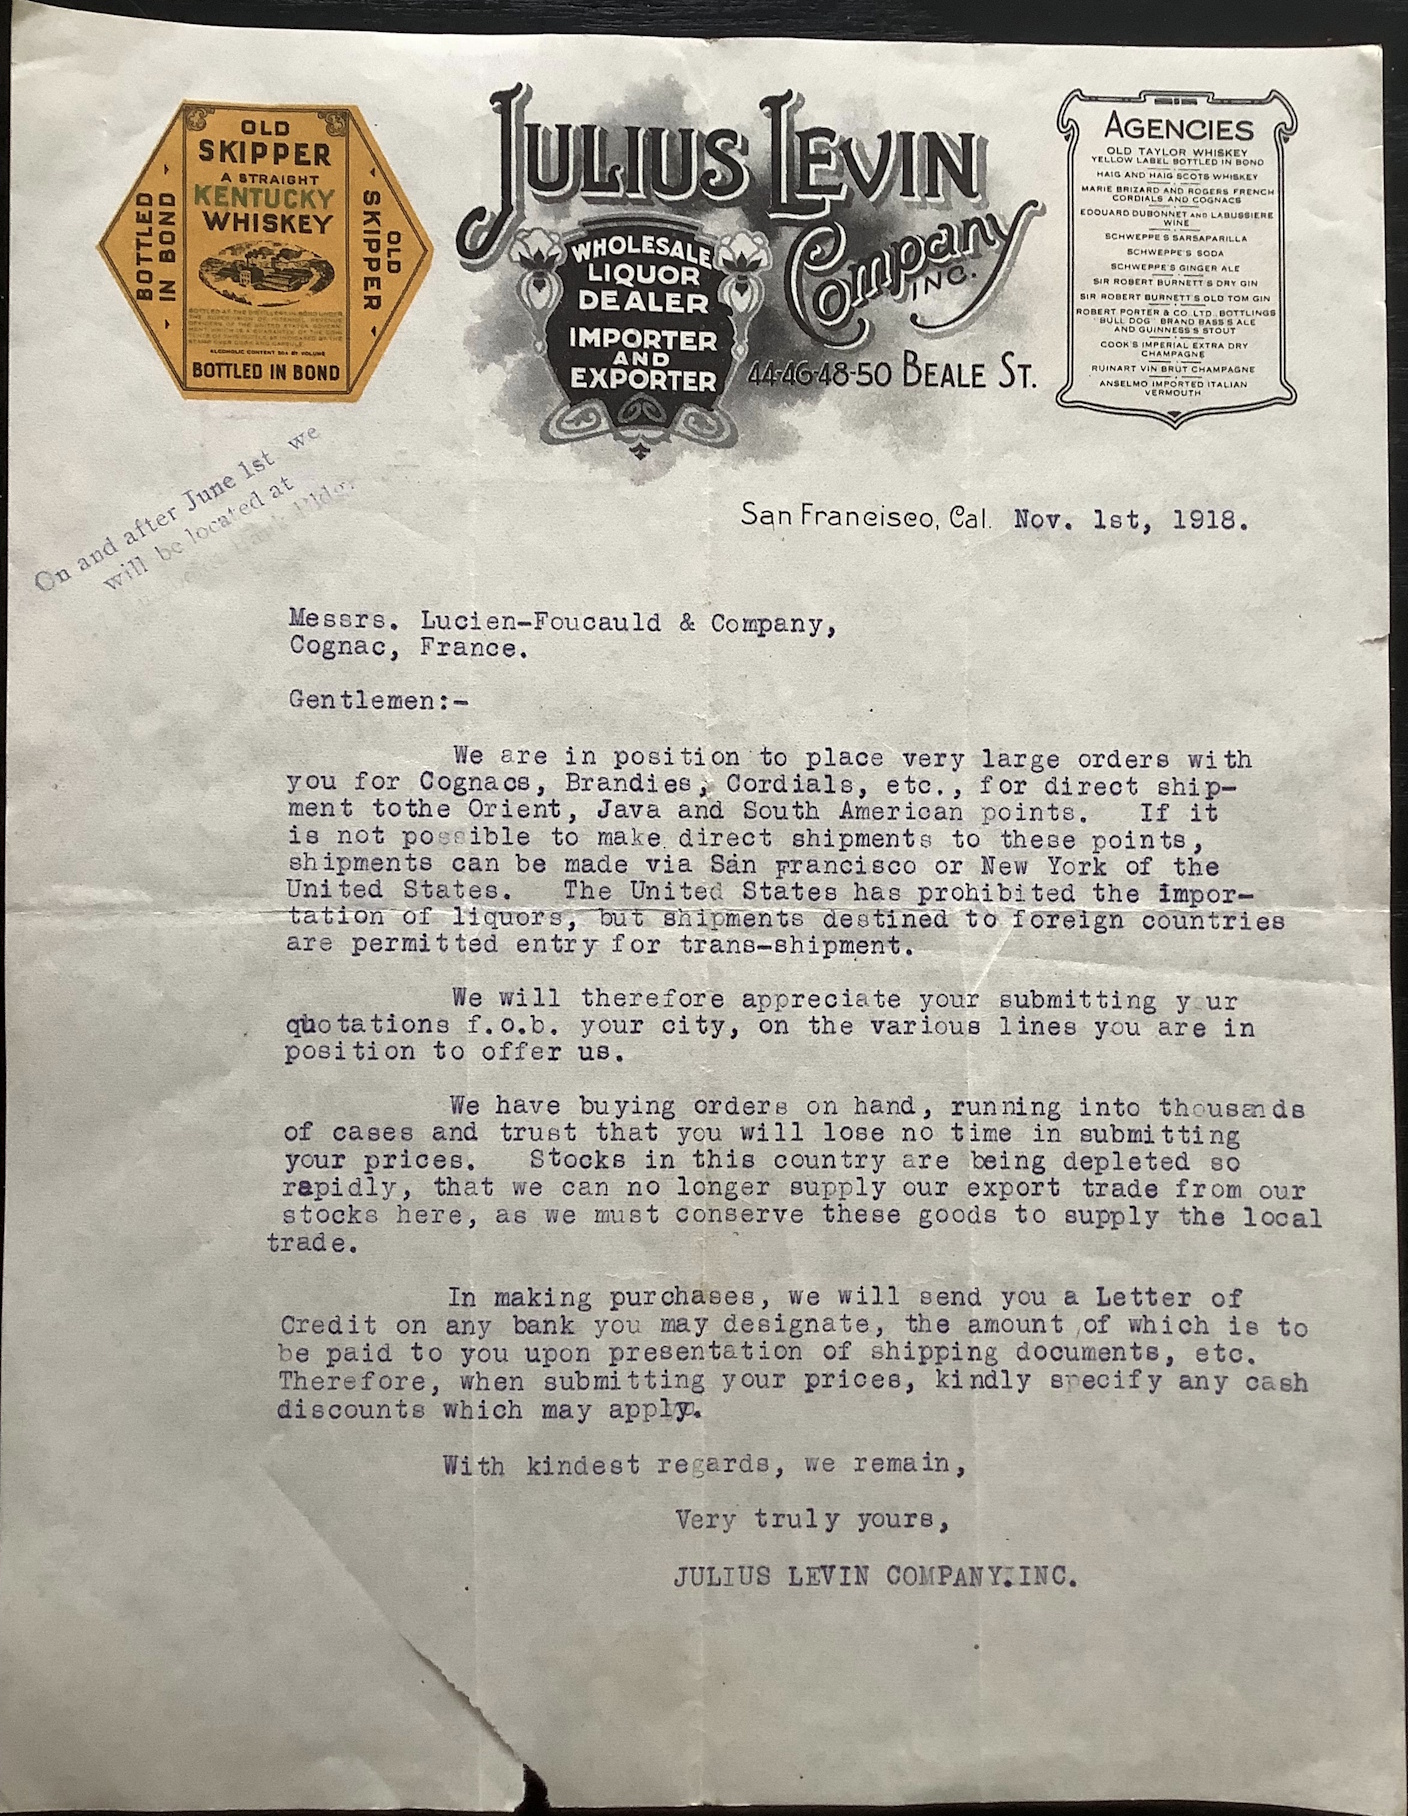 OLD
SKIPPER
A STRAIGHT
KENTUCKY
WHISKEY
BOTTLED IN BOND
BOTTLED
IN BOND
OLD
SKIPPER
ALCOHOLIC CONTENT 50% BY VOLUME
JULIUS LEVIN
Company
INC.
WHOLESALE
LIQUOR
DEALER
IMPORTER
AND
EXPORTER
44-46-48-50 BEALE ST.
AGENCIES
OLD TAYLOR WHISKEY
YELLOW LABEL BOTTLED IN BOND
HAIG AND HAIG SCOTS WHISKEY
MARIE BRIZARD AND ROGERS FRENCH
CORDIALS AND COGNACS
EDOUARD DUBONNET AND LABUSSIERE
WINE
SCHWEPPE'S SARSAPARILLA
SCHWEPPE'S SODA
SCHWEPPE'S GINGER ALE
SIR ROBERT BURNETT'S DRY GIN
SIR ROBERT BURNETT'S OLD TOM GIN
ROBERT PORTER & CO. LTD. BOTTLINGS
"BULL DOG" BRAND BASS'S ALE
AND GUINNESS'S STOUT
COOK'S IMPERIAL EXTRA DRY
CHAMPAGNE
RUINART VIN BRUT CHAMPAGNE
ANSELMO IMPORTED ITALIAN
VERMOUTH
On and after June 1st we
will be located at
Bank Bldg.
San Francisco, Cal. Nov. 1st, 1918.
Messrs. Lucien-Foucauld & Company,
Cognac, France.
Gentlemen:-
We are in position to place very large orders with
you for Cognacs, Brandies, Cordials, etc., for direct ship-
ment tothe Orient, Java and South American points. If it
is not possible to make direct shipments to these points,
shipments can be made via San Francisco or New York of the
United States. The United States has prohibited the impor-
tation of liquors, but shipments destined to foreign countries
are permitted entry for trans-shipment.
We will therefore appreciate your submitting y ur
quotations f.o.b. your city, on the various lines you are in
position to offer us.
We have buying orders on hand, running into thousands
of cases and trust that you will lose no time in submitting
your prices. Stocks in this country are being depleted so
rapidly, that we can no longer supply our export trade from our
stocks here, as we must conserve these goods to supply the local
trade.
In making purchases, we will send you a Letter of
Credit on any bank you may designate, the amount of which is to
be paid to you upon presentation of shipping documents, etc.
Therefore, when submitting your prices, kindly specify any cash
discounts which may apply.
With kindest regards, we remain,
Very truly yours,
JULIUS LEVIN COMPANY.INC.